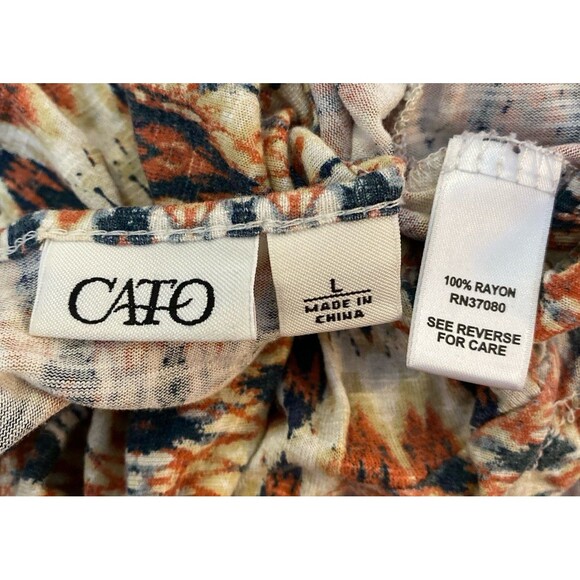 CATO
L
MADE IN
CHINA
100% RAYON
RN37080
SEE REVERSE
FOR CARE